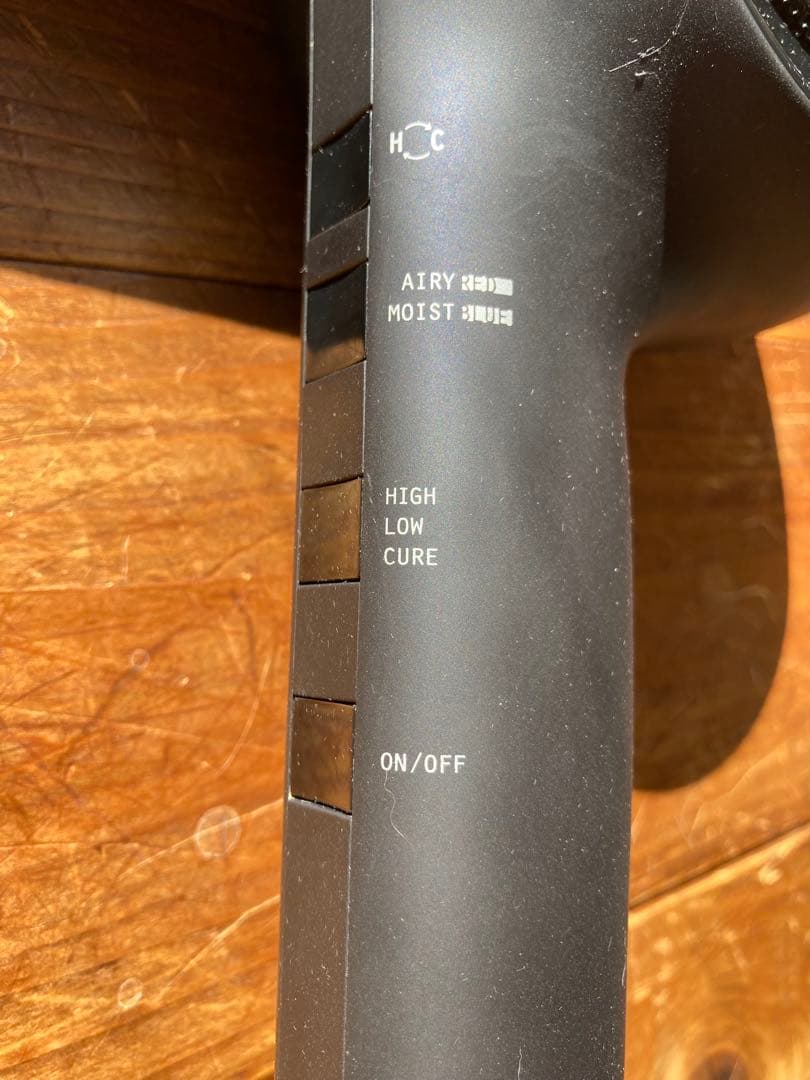 H C
AIRY RED
MOIST BLUE
HIGH
LOW
CURE
ON/OFF